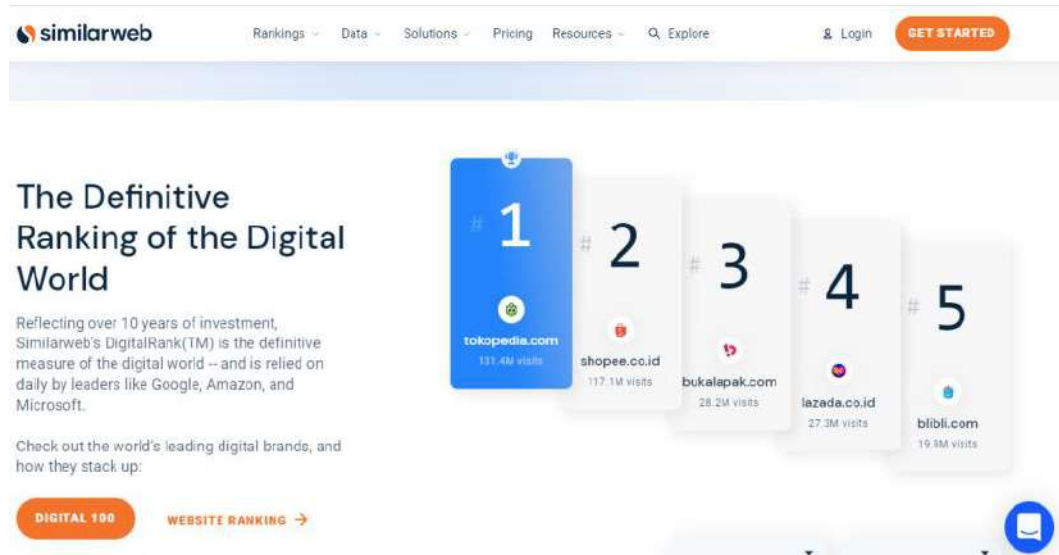 similarweb
Rankings Data Solutions Pricing Resources Explore Login GET STARTED
The Definitive
Ranking of the Digital
World
Reflecting over 10 years of investment,
Similarweb's DigitalRank(TM) is the definitive
measure of the digital world -- and is relied on
daily by leaders like Google, Amazon, and
Microsoft.
Check out the world's leading digital brands, and
how they stack up:
DIGITAL 100 WEBSITE RANKING →
# 1
tokopedia.com
131.4M visits
# 2
shopee.co.id
117.1M visits
# 3
bukalapak.com
28.2M visits
# 4
lazada.co.id
27.3M visits
# 5
blibli.com
19.9M visits